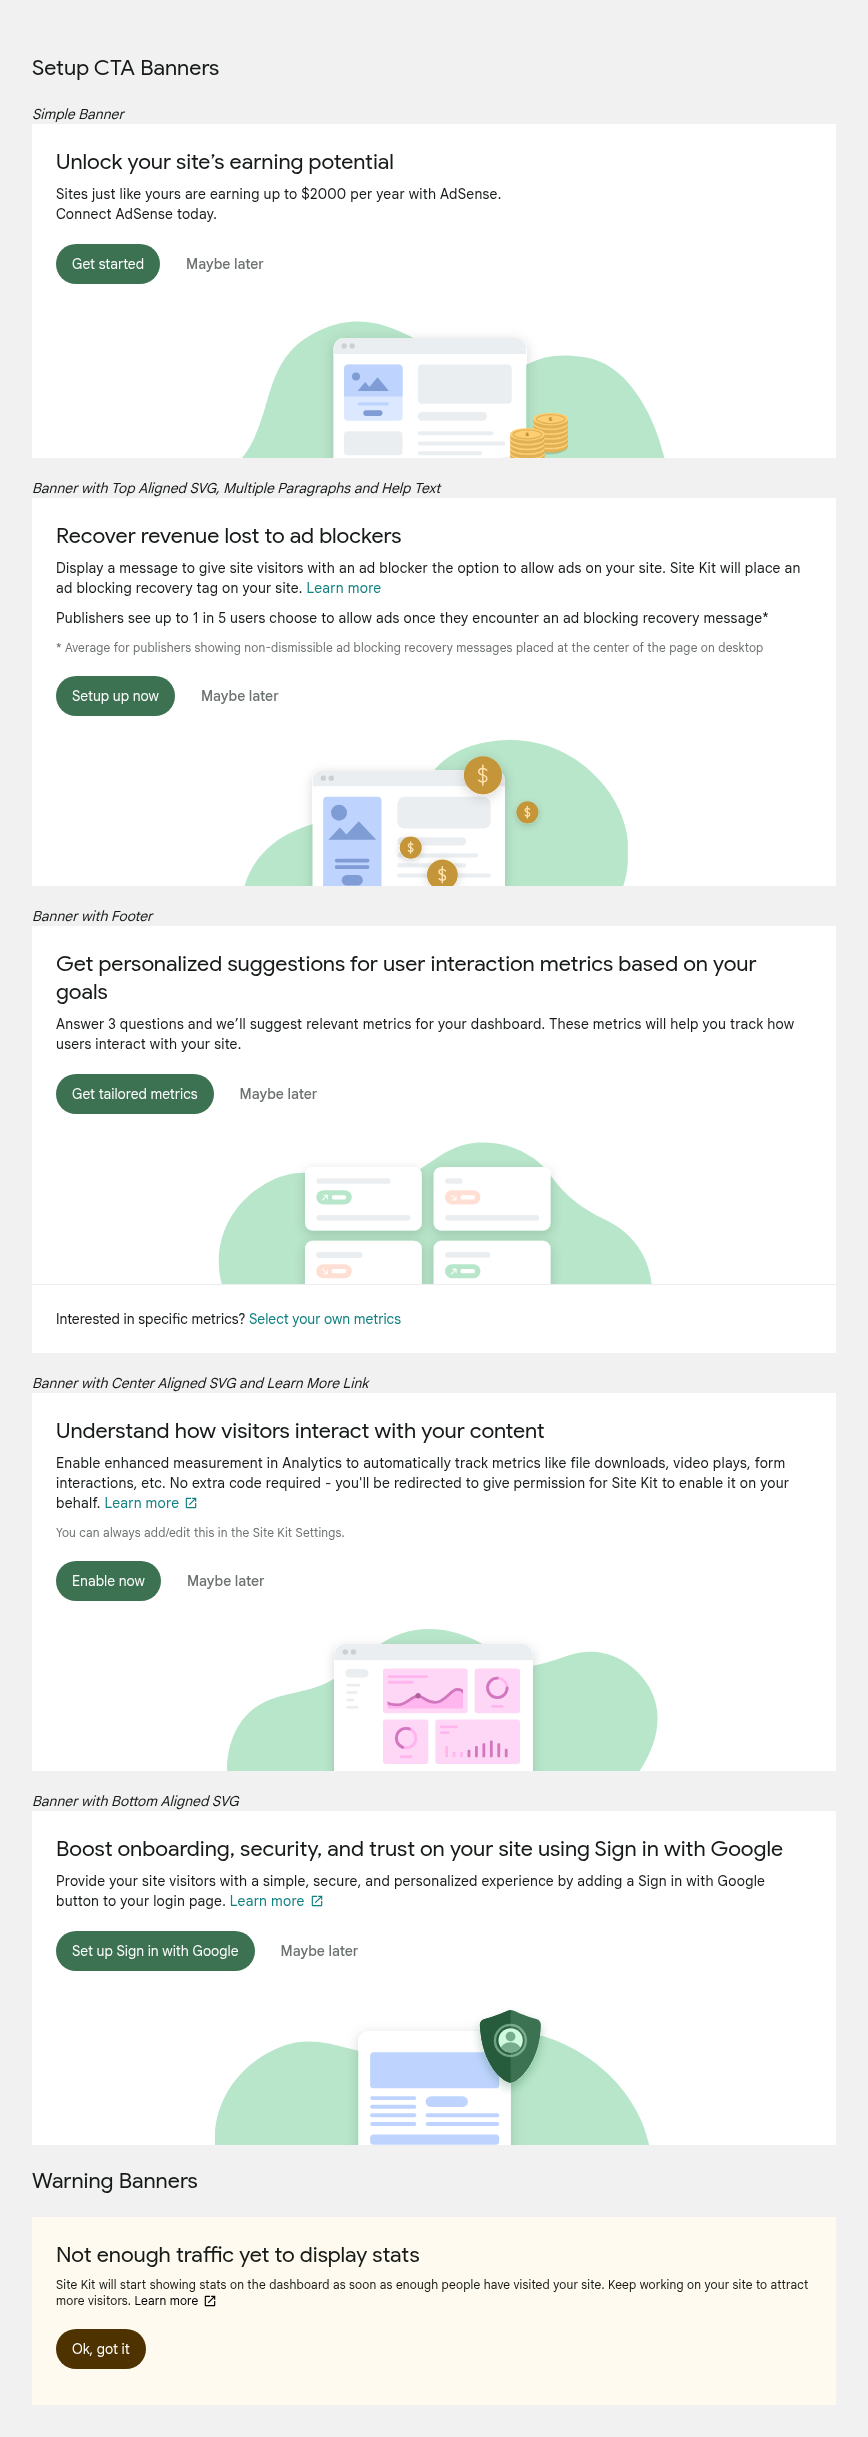 Setup CTA Banners
Simple Banner
Unlock your site’s earning potential
Sites just like yours are earning up to $2000 per year with AdSense.
Connect AdSense today.
Get started
Maybe later
Banner with Top Aligned SVG, Multiple Paragraphs and Help Text
Recover revenue lost to ad blockers
Display a message to give site visitors with an ad blocker the option to allow ads on your site. Site Kit will place an
ad blocking recovery tag on your site. Learn more
Publishers see up to 1 in 5 users choose to allow ads once they encounter an ad blocking recovery message*
* Average for publishers showing non-dismissible ad blocking recovery messages placed at the center of the page on desktop
Setup up now
Maybe later
$
$
$
$
Banner with Footer
Get personalized suggestions for user interaction metrics based on your
goals
Answer 3 questions and we’ll suggest relevant metrics for your dashboard. These metrics will help you track how
users interact with your site.
Get tailored metrics
Maybe later
Interested in specific metrics? Select your own metrics
Banner with Center Aligned SVG and Learn More Link
Understand how visitors interact with your content
Enable enhanced measurement in Analytics to automatically track metrics like file downloads, video plays, form
interactions, etc. No extra code required - you'll be redirected to give permission for Site Kit to enable it on your
behalf. Learn more
You can always add/edit this in the Site Kit Settings.
Enable now
Maybe later
Banner with Bottom Aligned SVG
Boost onboarding, security, and trust on your site using Sign in with Google
Provide your site visitors with a simple, secure, and personalized experience by adding a Sign in with Google
button to your login page. Learn more
Set up Sign in with Google
Maybe later
Warning Banners
Not enough traffic yet to display stats
Site Kit will start showing stats on the dashboard as soon as enough people have visited your site. Keep working on your site to attract
more visitors. Learn more
Ok, got it